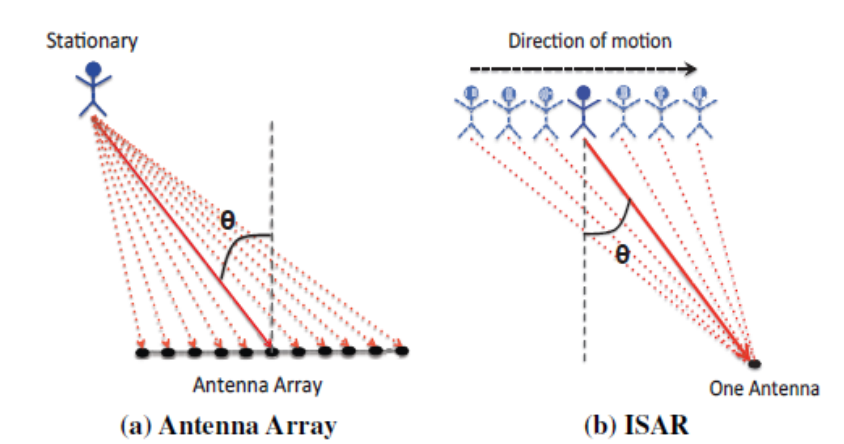 Stationary
θ
Antenna Array
(a) Antenna Array
Direction of motion
θ
One Antenna
(b) ISAR